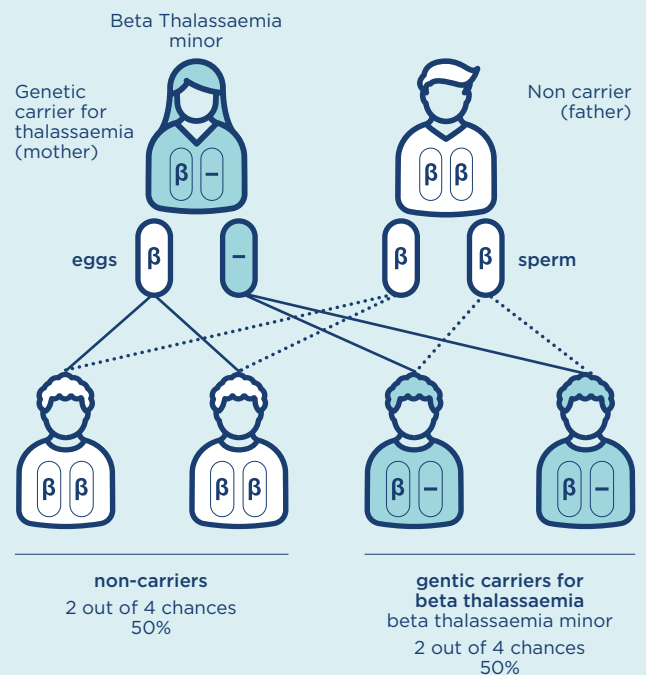 Beta Thalassaemia
minor
Genetic
carrier for
thalassaemia
(mother)
Non carrier
(father)
β –
β β
eggs
β
–
β
β
sperm
β β
β β
β –
β –
non-carriers
2 out of 4 chances
50%
gentic carriers for
beta thalassaemia
beta thalassaemia minor
2 out of 4 chances
50%